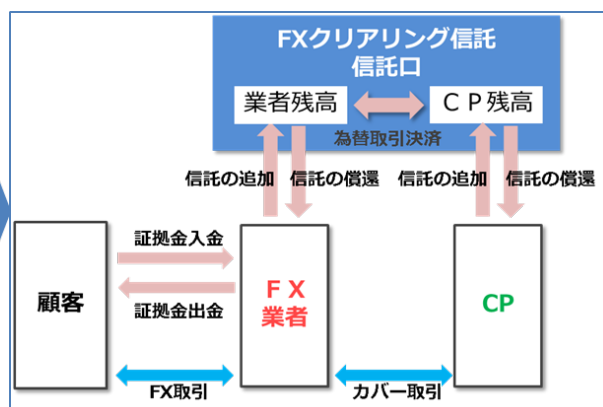 FXクリアリング信託
信託口
業者残高
ＣＰ残高
為替取引決済
信託の追加
信託の償還
信託の追加
信託の償還
顧客
証拠金入金
証拠金出金
ＦＸ
業者
CP
FX取引
カバー取引